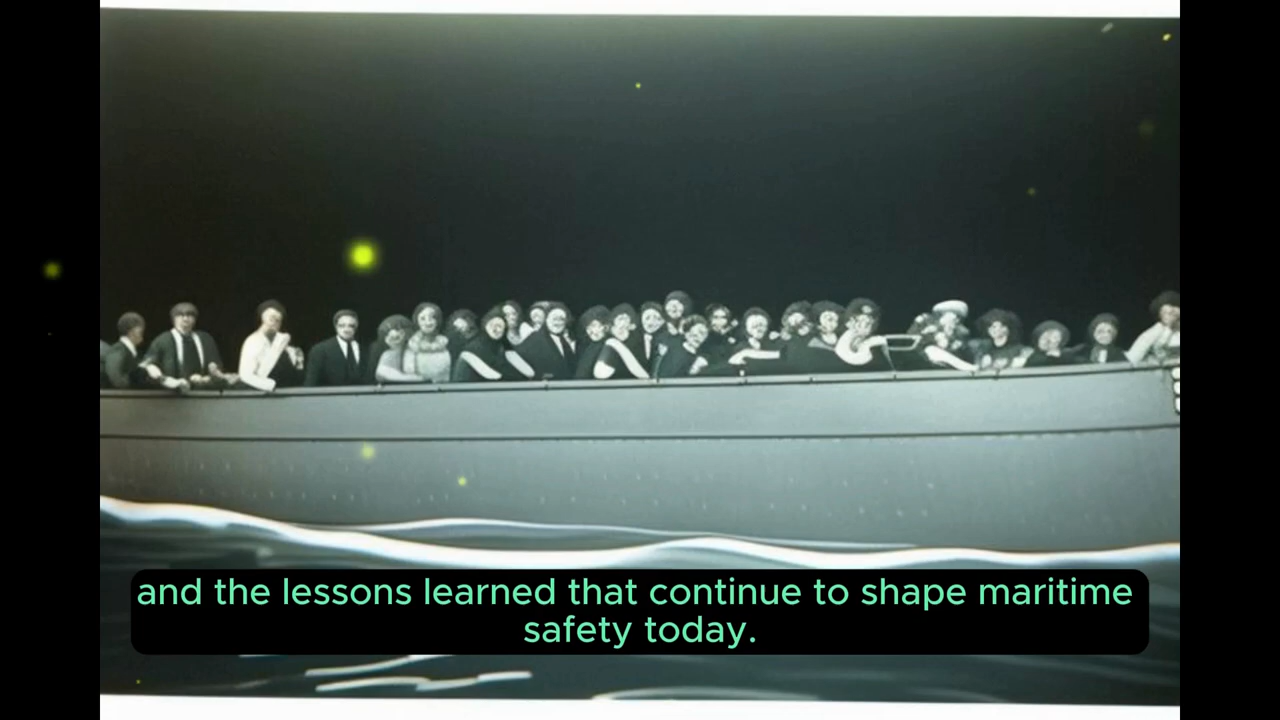 and the lessons learned that continue to shape maritime
safety today.